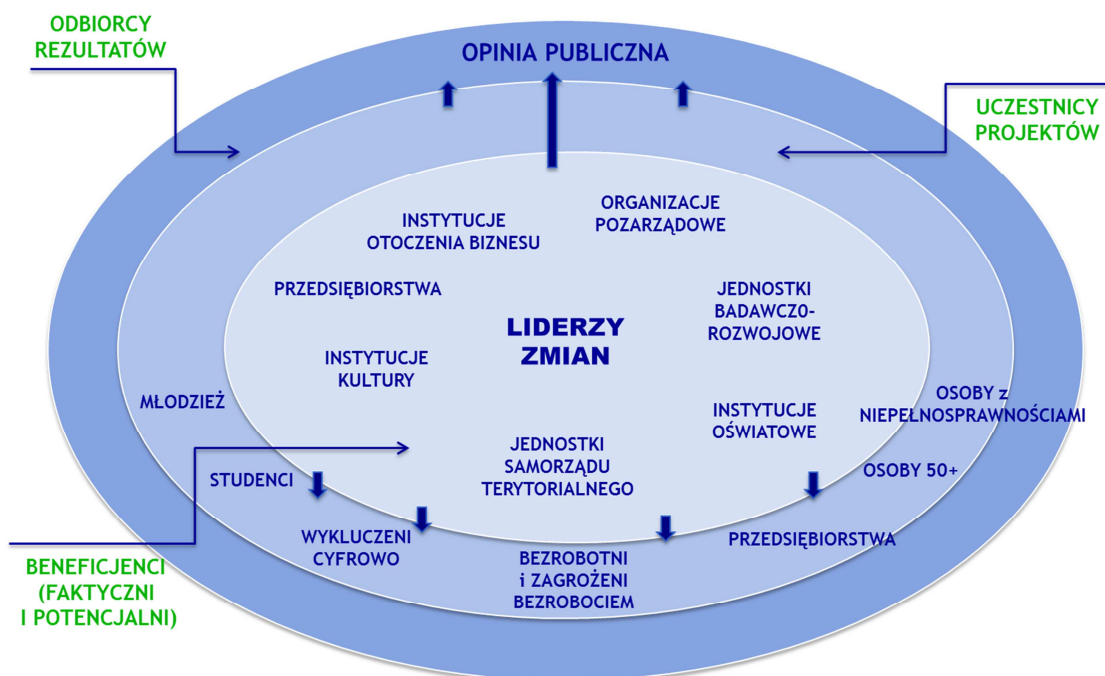 ODBIORCY
REZULTATÓW
OPINIA PUBLICZNA
UCZESTNICY
PROJEKTÓW
INSTYTUCJE
OTOCZENIA BIZNESU
ORGANIZACJE
POZARZĄDOWE
PRZEDSIĘBIORSTWA
JEDNOSTKI
BADAWCZ0-
ROZWOJOWE
LIDERZY
ZMIAN
INSTYTUCJE
KULTURY
MŁODZIEŻ
INSTYTUCJE
OŚWIATOWE
OSOBY z
NIEPEŁNOSPRAWNOŚCIAMI
JEDNOSTKI
SAMORZĄDU
TERYTORIALNEGO
STUDENCI
OSOBY 50+
WYKLUCZENI
CYFROWO
BEZROBOTNI
i ZAGROŻENI
BEZROBOCIEM
PRZEDSIĘBIORSTWA
BENEFICJENCI
(FAKTYCZNI
I POTENCJALNI)